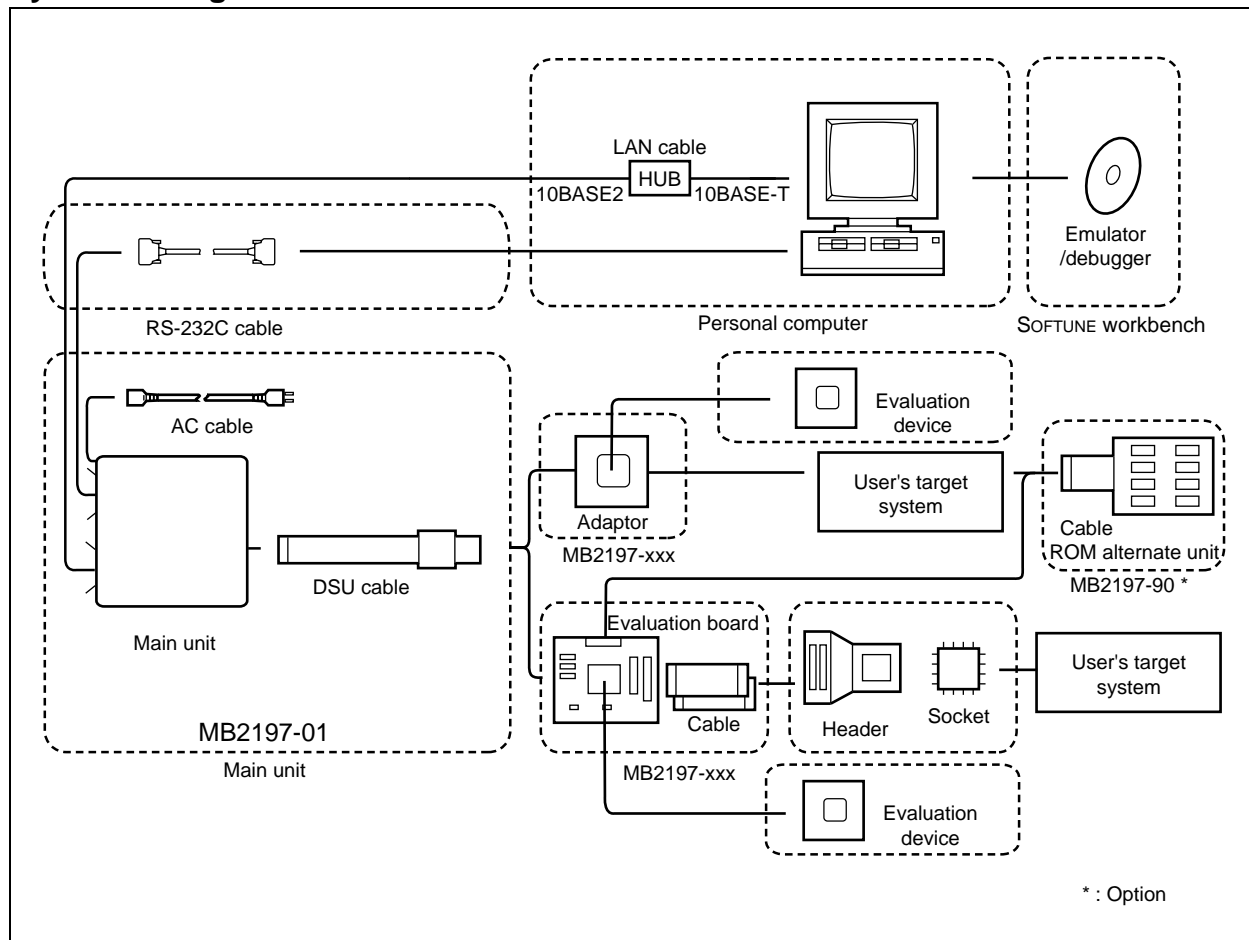 LAN cable
HUB
10BASE2
10BASE-T
Emulator
/debugger
RS-232C cable
Personal computer
SOFTUNE workbench
AC cable
Evaluation
device
User's target
system
Adaptor
MB2197-xxx
Cable
ROM alternate unit
MB2197-90 *
DSU cable
Main unit
Evaluation board
Cable
Header
Socket
User's target
system
MB2197-01
Main unit
MB2197-xxx
Evaluation
device
* : Option